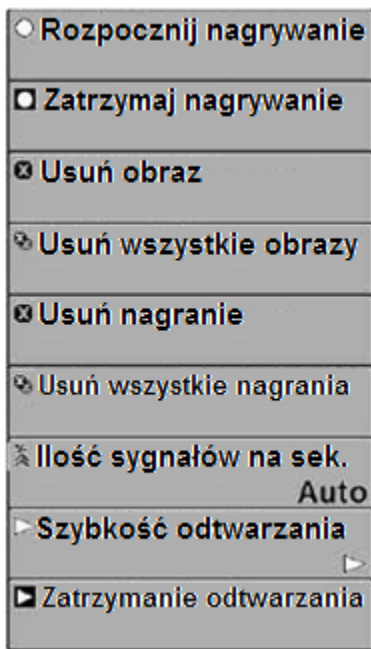 Rozpocznij nagrywanie
Zatrzymaj nagrywanie
Usuń obraz
Usuń wszystkie obrazy
Usuń nagranie
Usuń wszystkie nagrania
Ilość sygnałów na sek.
Auto
Szybkość odtwarzania
Zatrzymanie odtwarzania